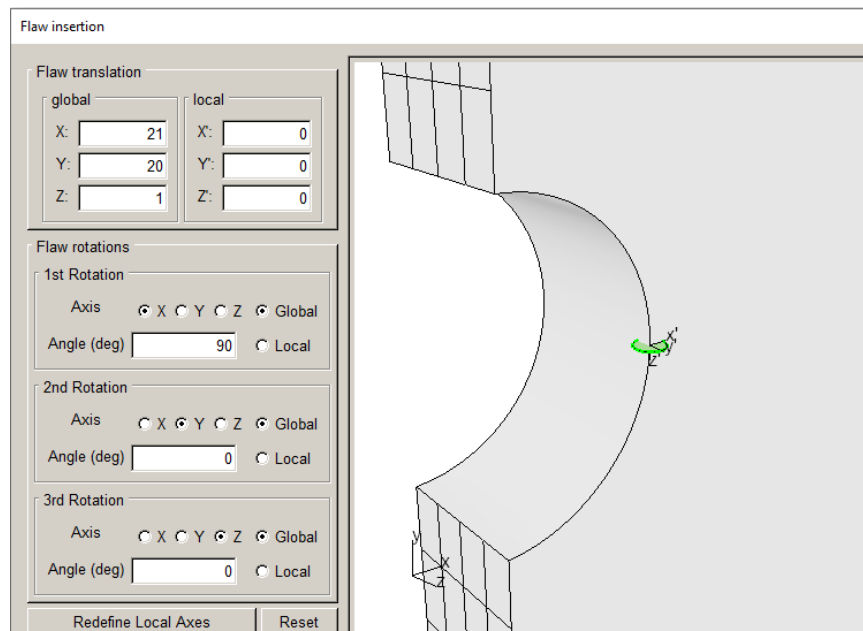 Flaw insertion
Flaw translation
global
local
X: 21
X': 0
Y: 20
Y': 0
Z: 1
Z': 0
Flaw rotations
1st Rotation
Axis X Y Z Global
Angle (deg) 90 Local
2nd Rotation
Axis X Y Z Global
Angle (deg) 0 Local
3rd Rotation
Axis X Y Z Global
Angle (deg) 0 Local
Redefine Local Axes Reset
x'
y'
z'
y
x
z